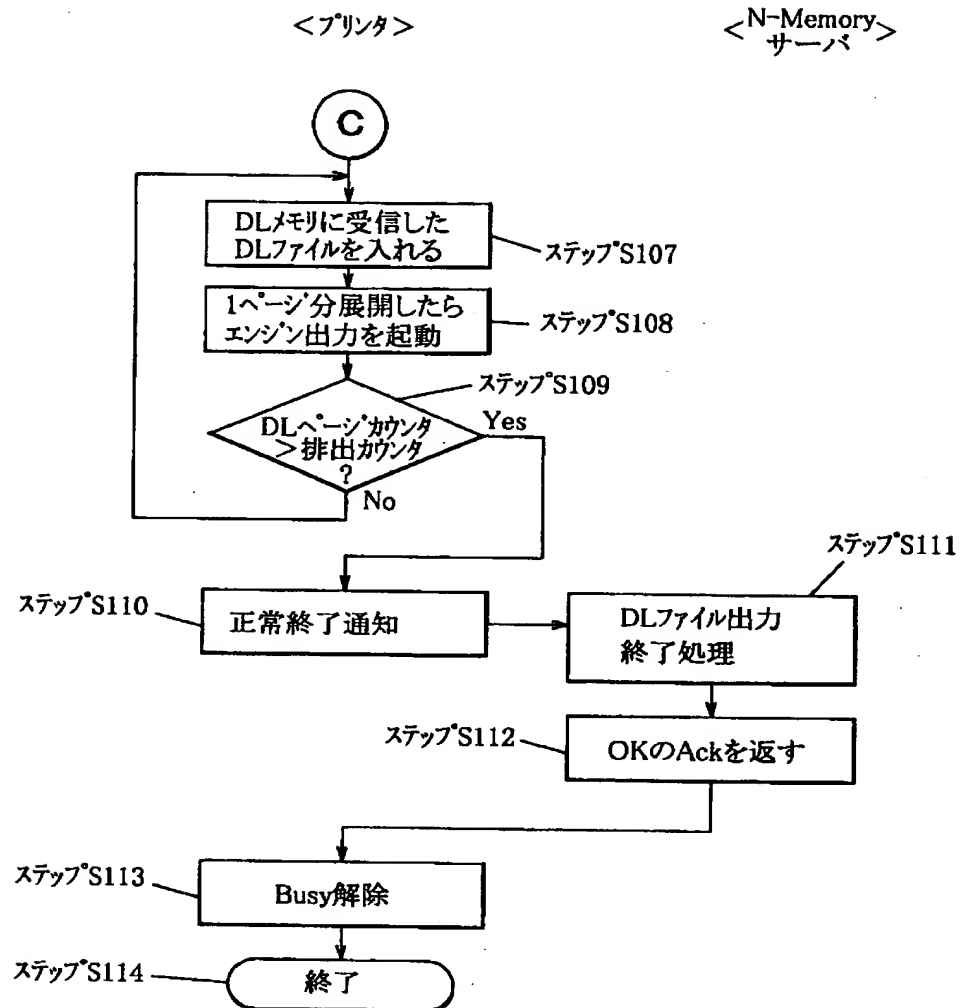 <プリンタ>
<N-Memory
サーバ>
C
DLメモリに受信した
DLファイルを入れる
ステップS107
1ページ分展開したら
エンジン出力を起動
ステップS108
ステップS109
DLページカウンタ
>排出カウンタ
?
Yes
No
ステップS111
ステップS110
正常終了通知
DLファイル出力
終了処理
ステップS112
OKのAckを返す
ステップS113
Busy解除
ステップS114
終了